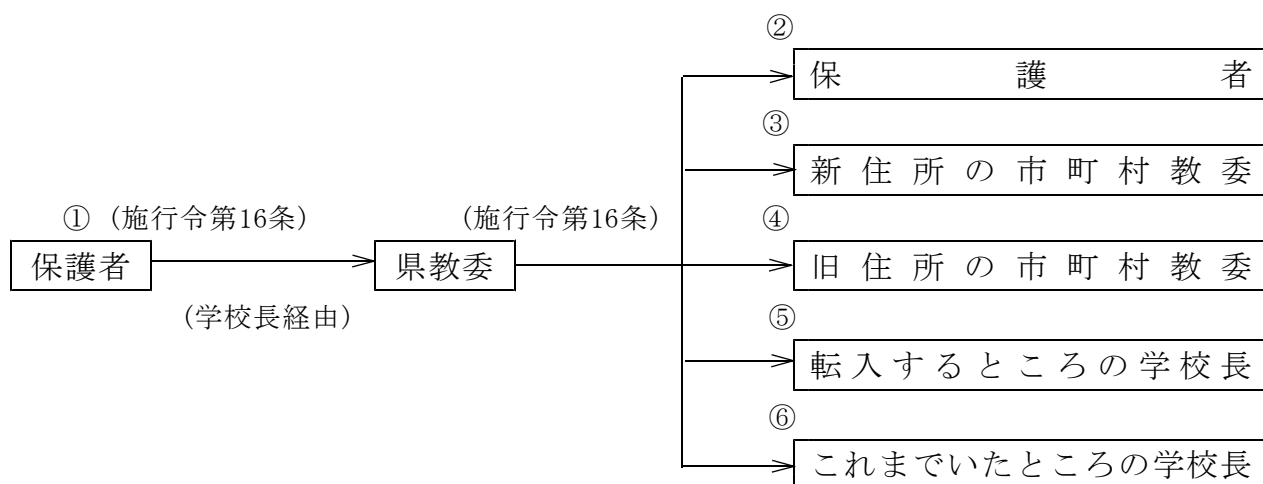 ②
保護者
③
新住所の市町村教委
① (施行令第16条)
(施行令第16条)
④
保護者
県教委
旧住所の市町村教委
(学校長経由)
⑤
転入するところの学校長
⑥
これまでいたところの学校長